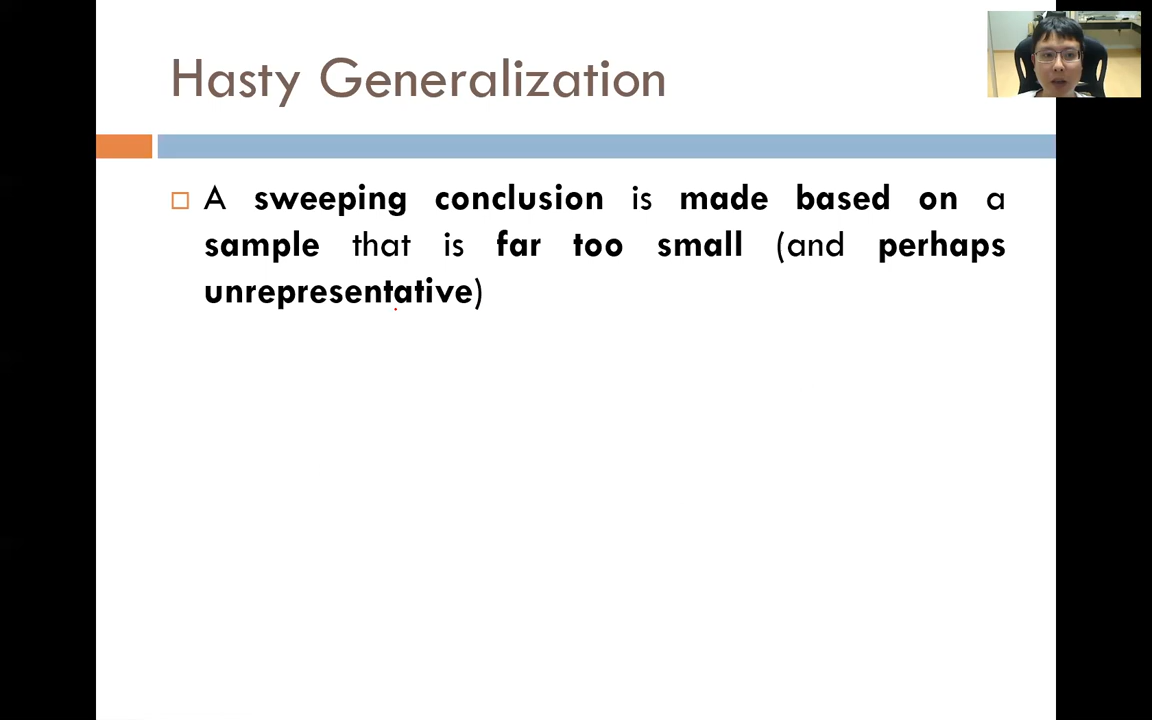 Hasty Generalization
A sweeping conclusion is made based on a
sample that is far too small (and perhaps
unrepresentative)